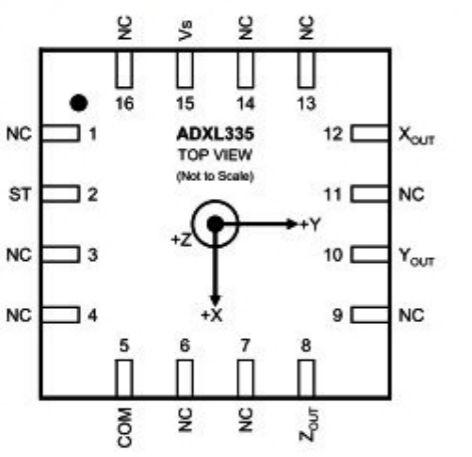 NC Vs NC NC
16 15 14 13
ADXL335
TOP VIEW
(Not to Scale)
NC 1
12 XOUT
ST 2
11 NC
+Z +Y
NC 3
10 YOUT
NC 4
+X
9 NC
5 6 7 8
COM NC NC ZOUT